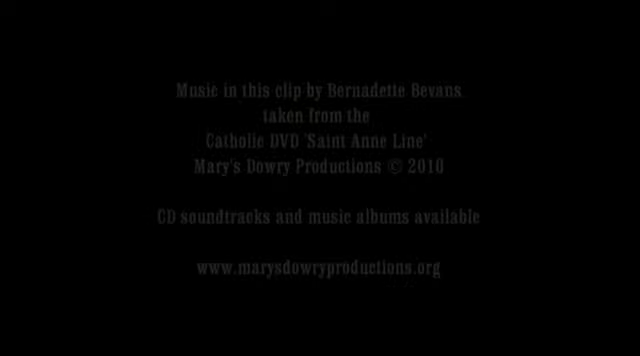 Music in this clip by Bernadette Bevans
taken from the
Catholic DVD 'Saint Anne Line'
Mary's Dowry Productions © 2010
CD soundtracks and music albums available
www.marysdowryproductions.org